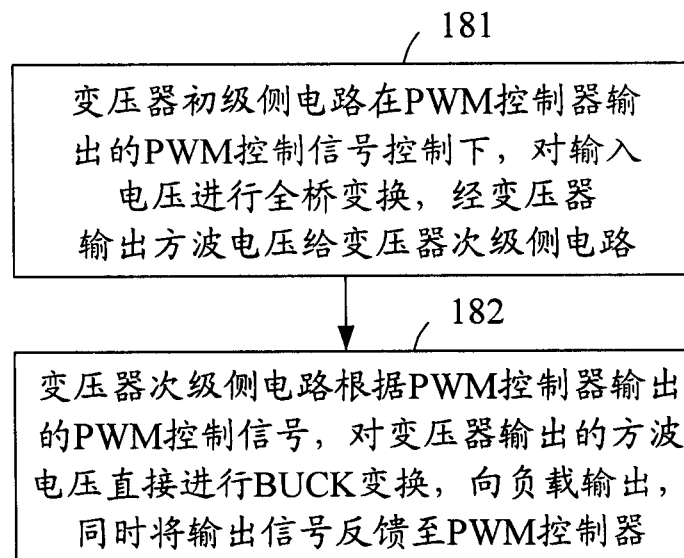 181
变压器初级侧电路在PWM控制器输
出的PWM控制信号控制下，对输入
电压进行全桥变换，经变压器
输出方波电压给变压器次级侧电路
182
变压器次级侧电路根据PWM控制器输出
的PWM控制信号，对变压器输出的方波
电压直接进行BUCK变换，向负载输出，
同时将输出信号反馈至PWM控制器